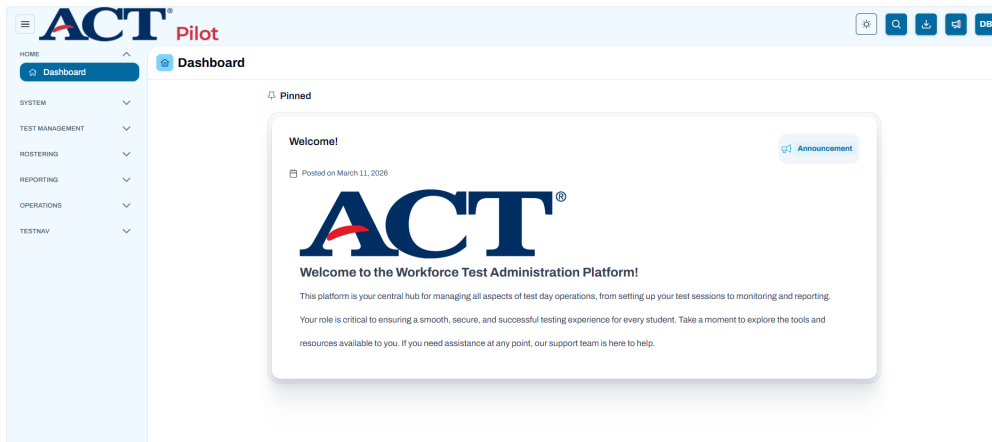 ACT®
Pilot
DB
HOME
Dashboard
SYSTEM
TEST MANAGEMENT
ROSTERING
REPORTING
OPERATIONS
TESTNAV
Dashboard
Pinned
Welcome!
Announcement
Posted on March 11, 2026
ACT®
Welcome to the Workforce Test Administration Platform!
This platform is your central hub for managing all aspects of test day operations, from setting up your test sessions to monitoring and reporting.
Your role is critical to ensuring a smooth, secure, and successful testing experience for every student. Take a moment to explore the tools and
resources available to you. If you need assistance at any point, our support team is here to help.